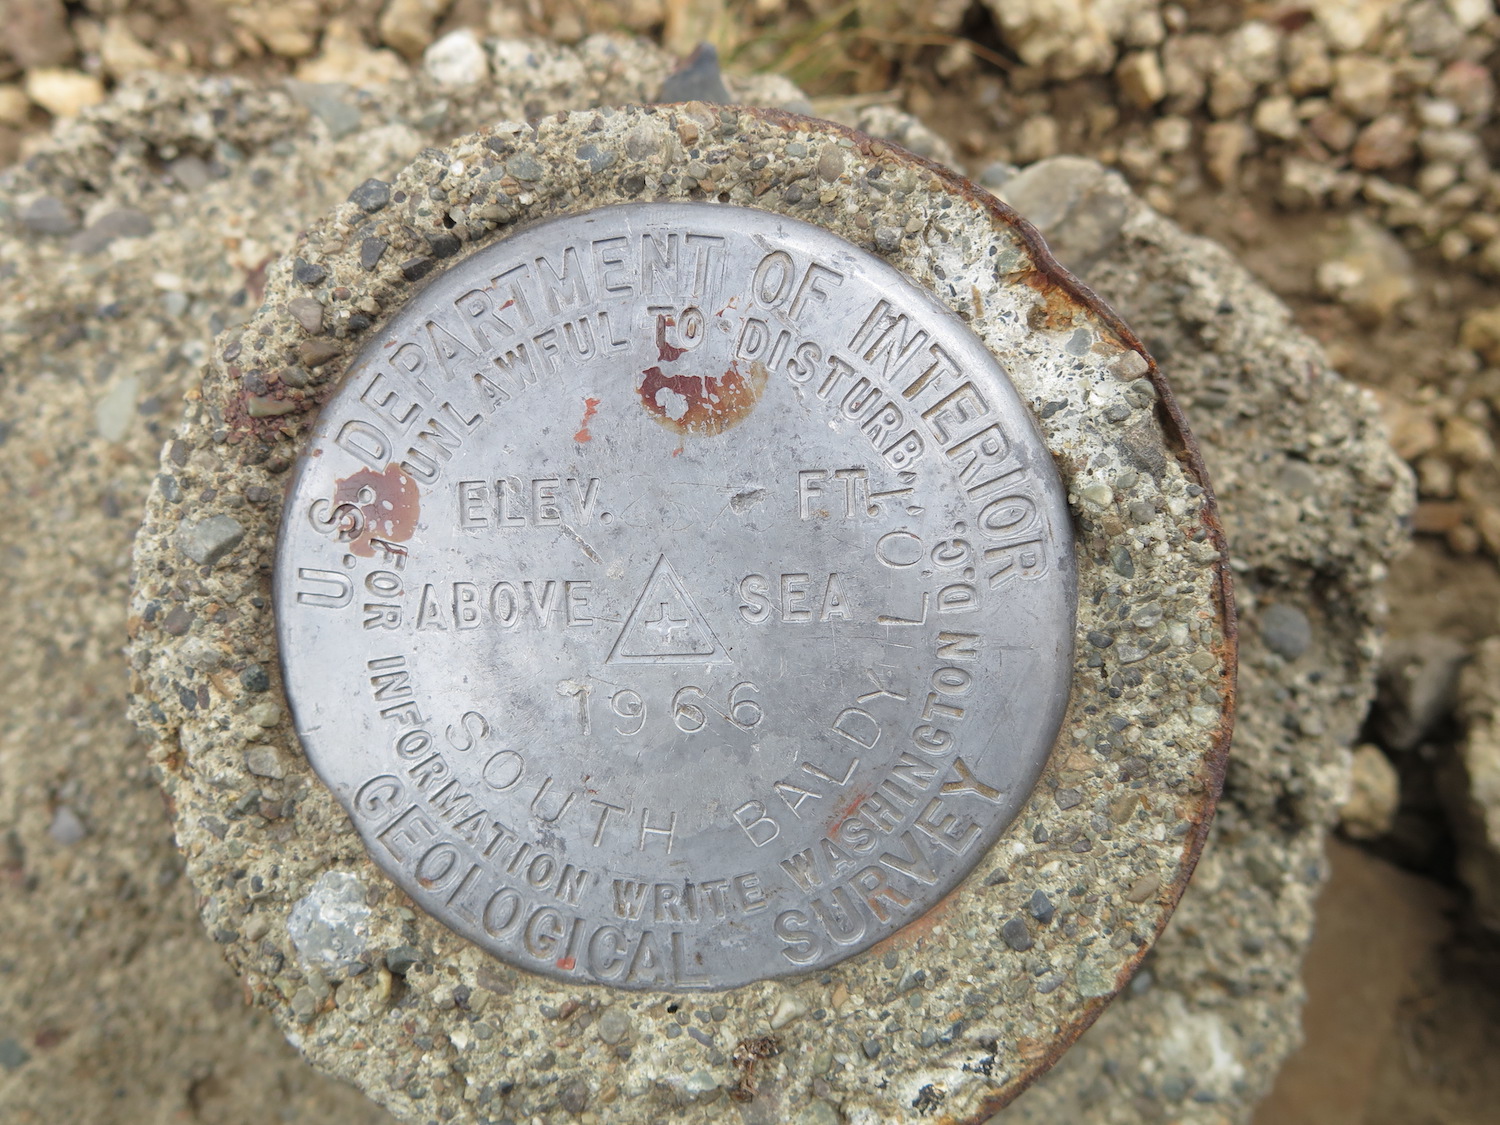 U.S. DEPARTMENT OF INTERIOR
UNLAWFUL TO DISTURB
ELEV. FT.
ABOVE SEA
1966
SOUTH BALDY L.O.T.
FOR INFORMATION WRITE WASHINGTON D.C.
GEOLOGICAL SURVEY